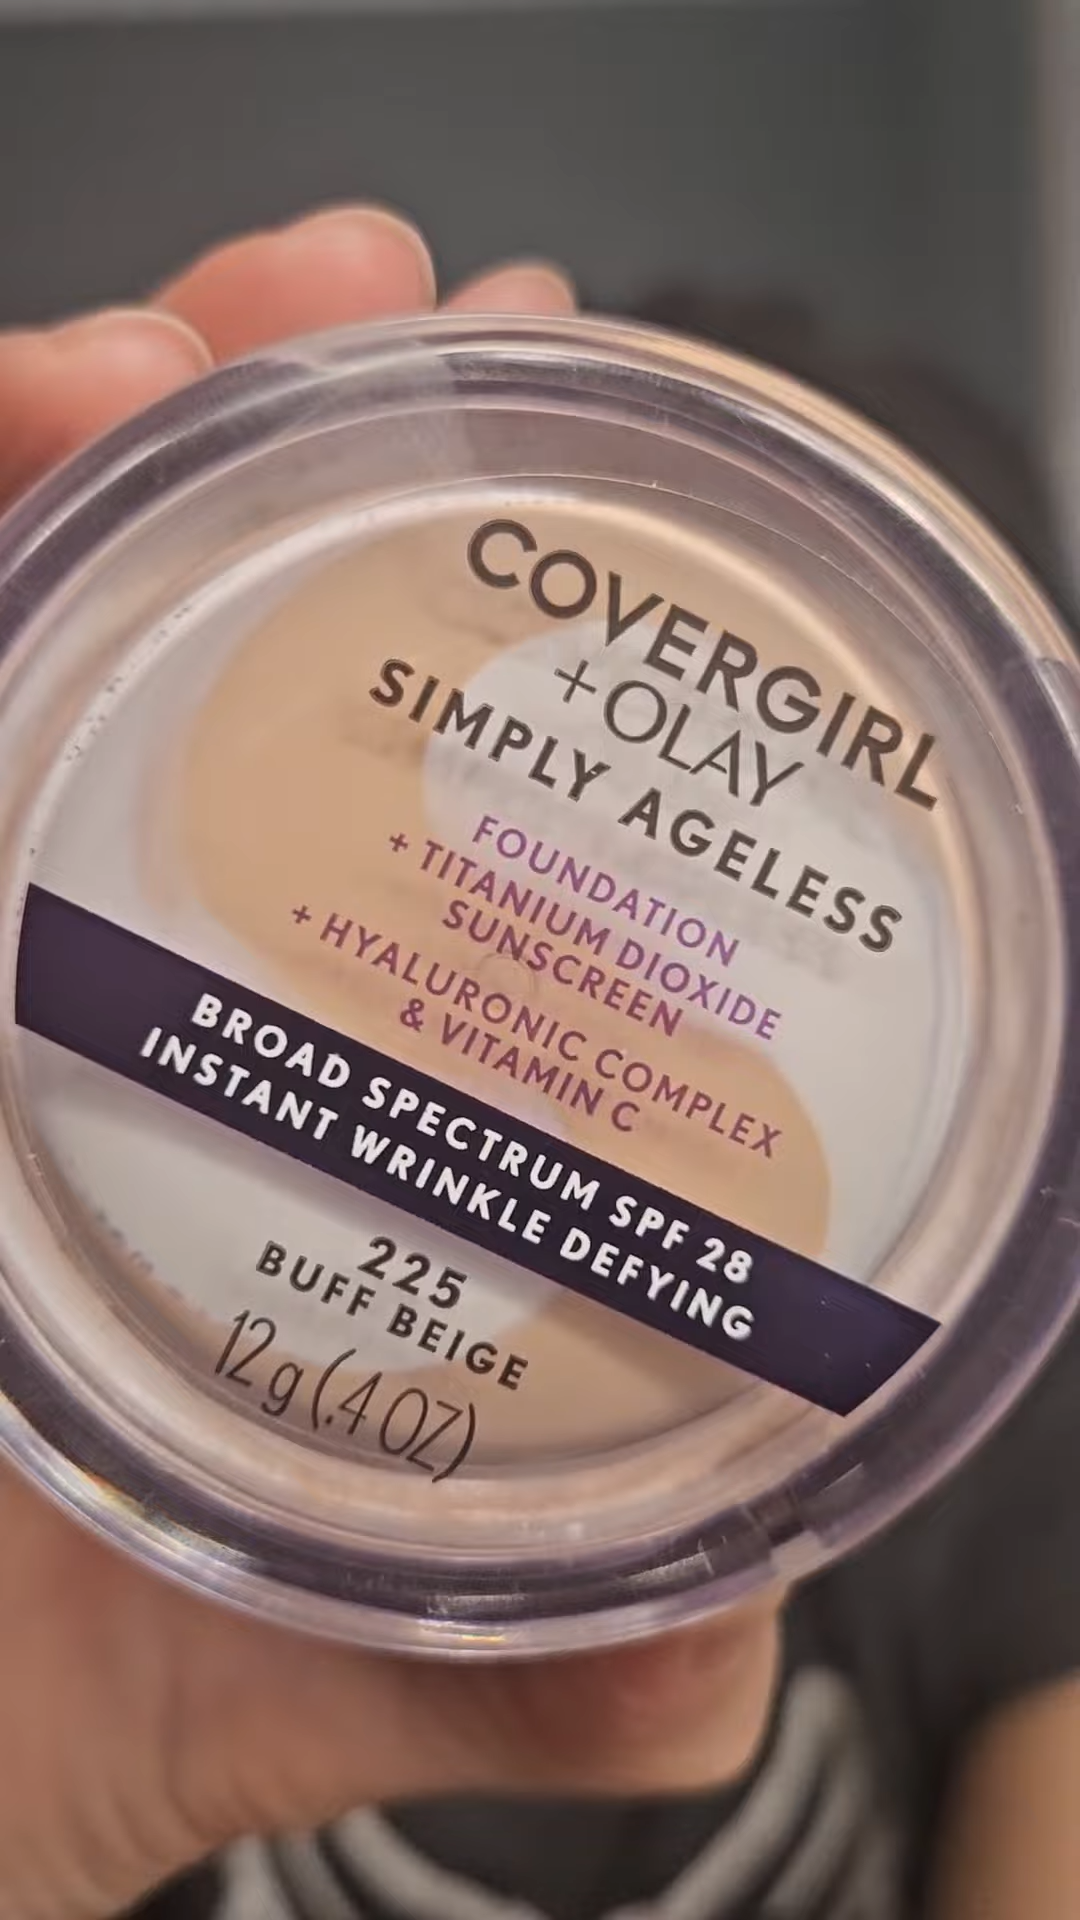 COVERGIRL
+OLAY
SIMPLY AGELESS
FOUNDATION
+ TITANIUM DIOXIDE
SUNSCREEN
+ HYALURONIC COMPLEX
& VITAMIN C
BROAD SPECTRUM SPF 28
INSTANT WRINKLE DEFYING
225
BUFF BEIGE
12 g (.4 OZ)